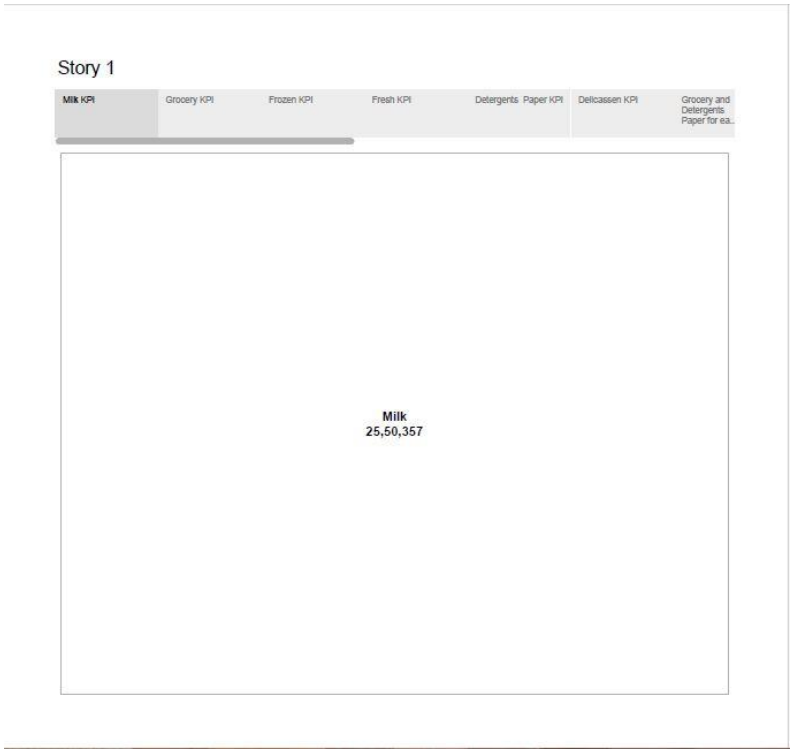 Story 1
Milk KPI
Grocery KPI
Frozen KPI
Fresh KPI
Detergents Paper KPI
Delicassen KPI
Grocery and
Detergents
Paper for ea..
Milk
25,50,357